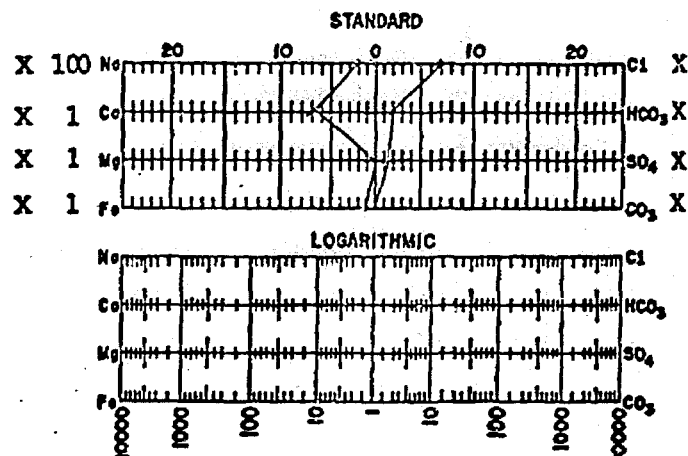 STANDARD
20 10 0 10 20
X 100 Na Cl X
X 1 Ca HCO₃ X
X 1 Mg SO₄ X
X 1 Fe CO₃ X
LOGARITHMIC
Na Cl
Ca HCO₃
Mg SO₄
Fe CO₃
10000 1000 100 10 1 10 100 1000 10000